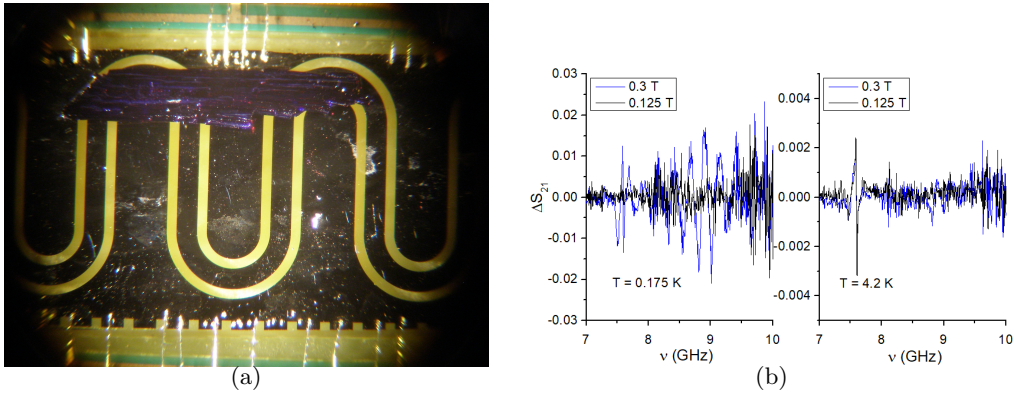 0.03
0.02
0.01
0.00
-0.01
-0.02
-0.03
ΔS21
0.3 T
0.125 T
T = 0.175 K
7 8 9 10
ν (GHz)
0.004
0.002
0.000
-0.002
-0.004
0.3 T
0.125 T
T = 4.2 K
7 8 9 10
ν (GHz)
(a) (b)